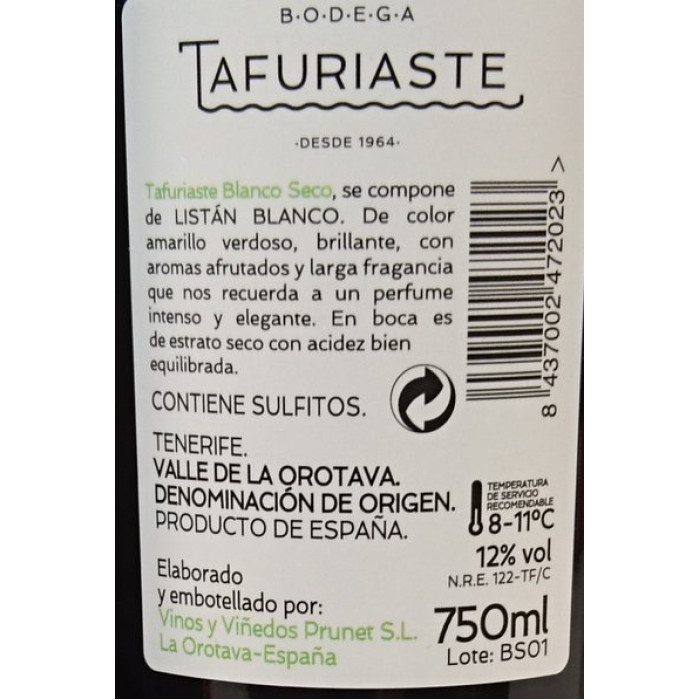 B·O·D·E·G·A
TAFURIASTE
·DESDE 1964·
Tafuriaste Blanco Seco, se compone
de LISTÁN BLANCO. De color
amarillo verdoso, brillante, con
aromas afrutados y larga fragancia
que nos recuerda a un perfume
intenso y elegante. En boca es
de estrato seco con acidez bien
equilibrada.
8 437002 472023 >
CONTIENE SULFITOS.
TENERIFE.
VALLE DE LA OROTAVA.
DENOMINACIÓN DE ORIGEN.
PRODUCTO DE ESPAÑA.
TEMPERATURA
DE SERVICIO
RECOMENDABLE
8-11ºC
12% vol
N.R.E. 122-TF/C
Elaborado
y embotellado por:
Vinos y Viñedos Prunet S.L.
La Orotava-España
750ml
Lote: BS01